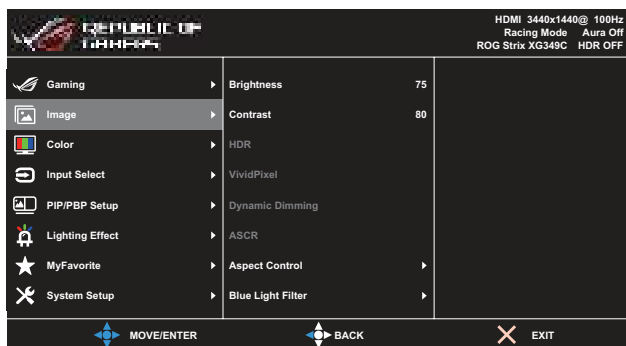 REPUBLIC OF
GAMERS
HDMI 3440x1440@ 100Hz
Racing Mode Aura Off
ROG Strix XG349C HDR OFF
Gaming
Image
Color
Input Select
PIP/PBP Setup
Lighting Effect
MyFavorite
System Setup
Brightness 75
Contrast 80
HDR
VividPixel
Dynamic Dimming
ASCR
Aspect Control
Blue Light Filter
MOVE/ENTER
BACK
EXIT